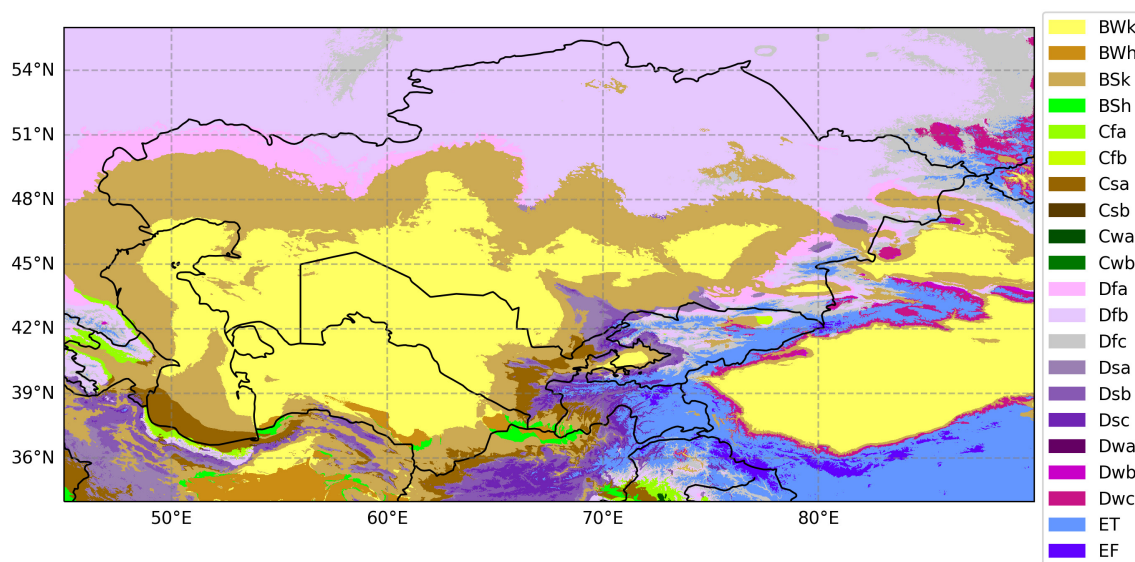 54°N
51°N
48°N
45°N
42°N
39°N
36°N
50°E
60°E
70°E
80°E
BWk
BWh
BSk
BSh
Cfa
Cfb
Csa
Csb
Cwa
Cwb
Dfa
Dfb
Dfc
Dsa
Dsb
Dsc
Dwa
Dwb
Dwc
ET
EF